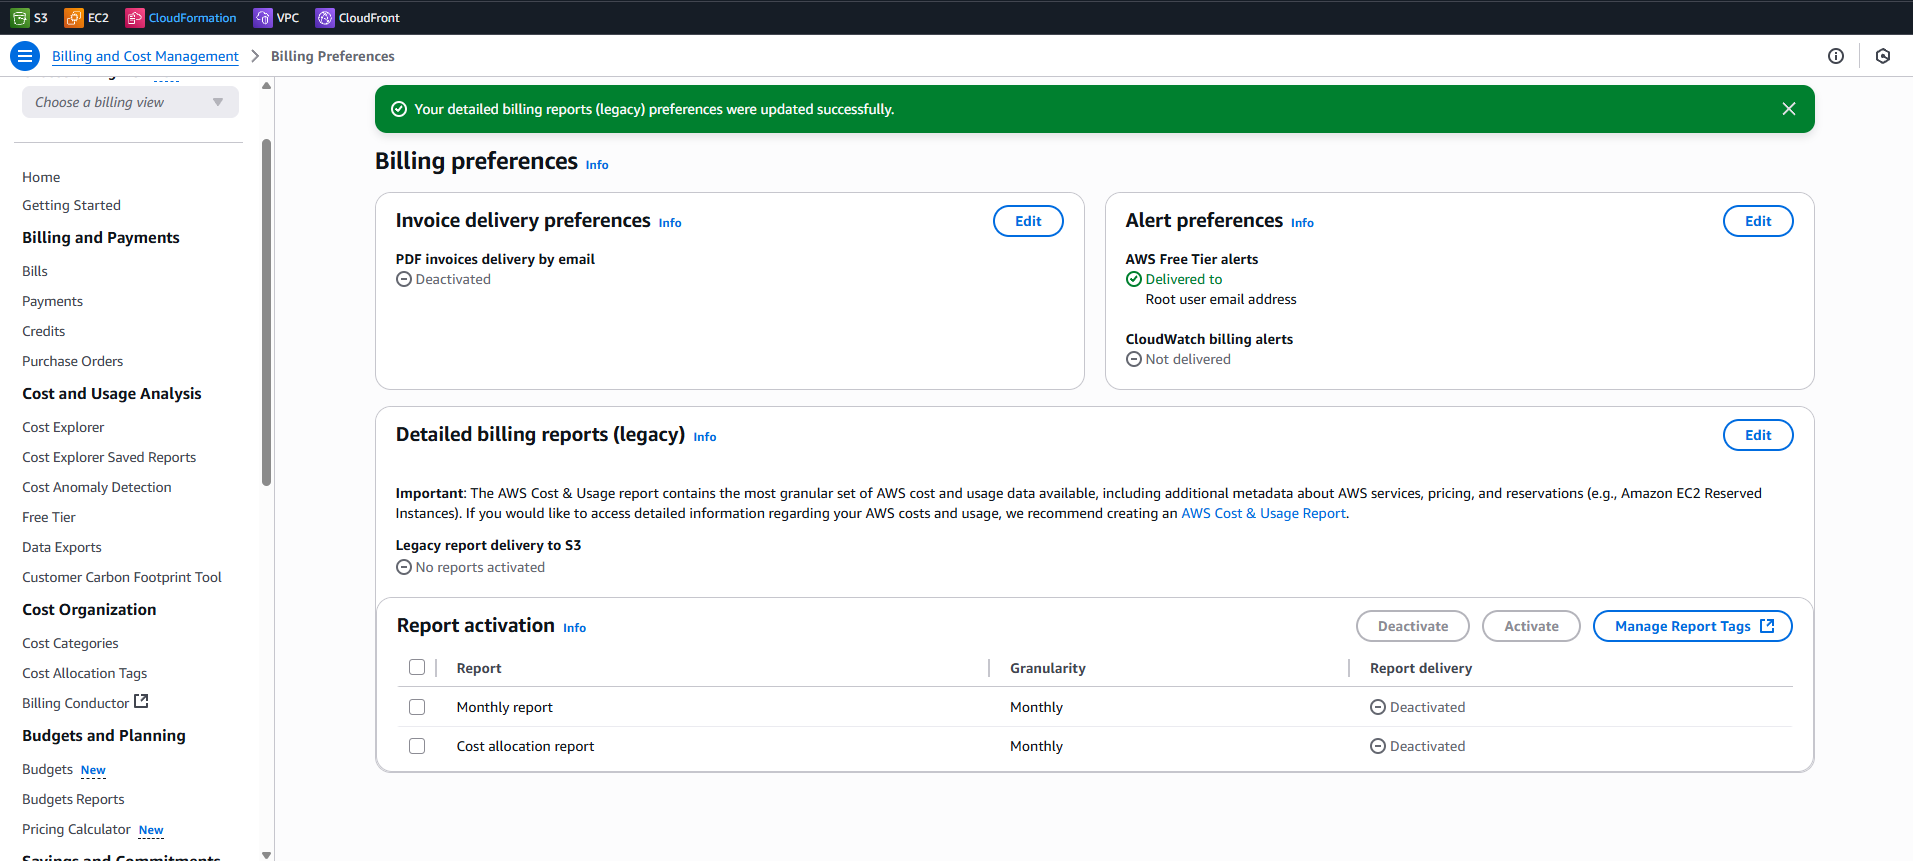 S3 EC2 CloudFormation VPC CloudFront
Billing and Cost Management > Billing Preferences
Choose a billing view
Home
Getting Started
Billing and Payments
Bills
Payments
Credits
Purchase Orders
Cost and Usage Analysis
Cost Explorer
Cost Explorer Saved Reports
Cost Anomaly Detection
Free Tier
Data Exports
Customer Carbon Footprint Tool
Cost Organization
Cost Categories
Cost Allocation Tags
Billing Conductor
Budgets and Planning
Budgets New
Budgets Reports
Pricing Calculator New
Savings and Commitments
Your detailed billing reports (legacy) preferences were updated successfully.
Billing preferences Info
Invoice delivery preferences Info Edit
PDF invoices delivery by email
Deactivated
Alert preferences Info Edit
AWS Free Tier alerts
Delivered to
Root user email address
CloudWatch billing alerts
Not delivered
Detailed billing reports (legacy) Info Edit
Important: The AWS Cost & Usage report contains the most granular set of AWS cost and usage data available, including additional metadata about AWS services, pricing, and reservations (e.g., Amazon EC2 Reserved
Instances). If you would like to access detailed information regarding your AWS costs and usage, we recommend creating an AWS Cost & Usage Report.
Legacy report delivery to S3
No reports activated
Report activation Info Deactivate Activate Manage Report Tags
Report Granularity Report delivery
Monthly report Monthly Deactivated
Cost allocation report Monthly Deactivated